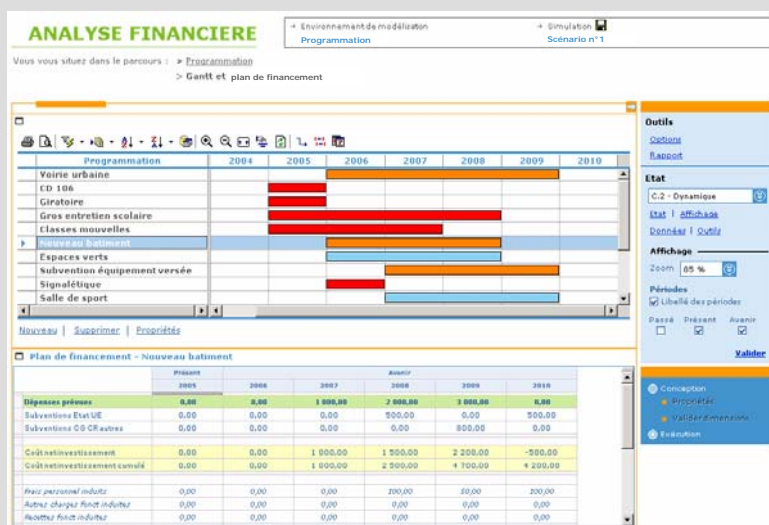 ANALYSE FINANCIERE
→ Environnement de modélisation → Simulation
Programmation Scénario n°1
Vous vous situez dans le parcours : > Programmation
> Gantt et plan de financement
Outils
Options
Rapport
Etat
C.2 - Dynamique
Etat | Affichage
Données | Outils
Affichage
Zoom 85 %
Périodes
Libellé des périodes
Passé Présent Avenir
Valider
Conception
Propriétés
Valider dimensions
Exécution
Programmation 2004 2005 2006 2007 2008 2009 2010
Voirie urbaine
CD 106
Giratoire
Gros entretien scolaire
Classes mouvelles
Nouveau batiment
Espaces verts
Subvention équipement versée
Signalétique
Salle de sport
Nouveau | Supprimer | Propriétés
Plan de financement - Nouveau batiment
Présent Avenir
2005 2006 2007 2008 2009 2010
Dépenses prévues 0,00 0,00 1 000,00 2 000,00 3 000,00 0,00
Subventions Etat UE 0,00 0,00 0,00 500,00 0,00 500,00
Subventions CG CR autres 0,00 0,00 0,00 0,00 800,00 0,00
Coût net investissement 0,00 0,00 1 000,00 1 500,00 2 200,00 -500,00
Coût net investissement cumulé 0,00 0,00 1 000,00 2 500,00 4 700,00 4 200,00
Frais personnel induits 0,00 0,00 0,00 100,00 50,00 100,00
Autres charges fonct induites 0,00 0,00 0,00 0,00 0,00 0,00
Recettes fonct induites 0,00 0,00 0,00 0,00 0,00 0,00